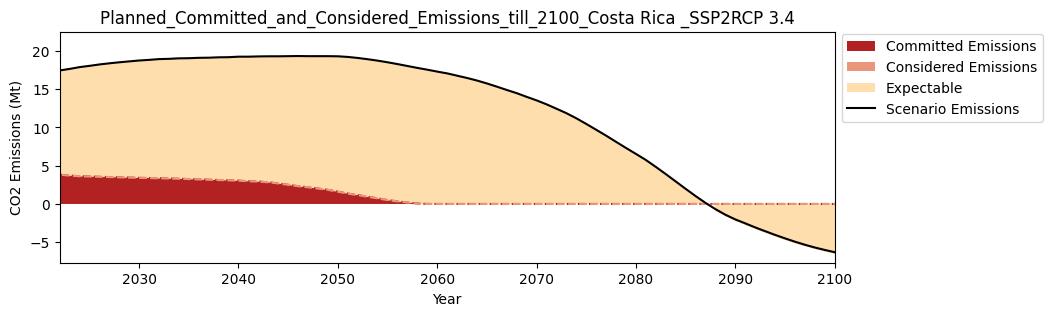 Planned_Committed_and_Considered_Emissions_till_2100_Costa Rica _SSP2RCP 3.4
Committed Emissions
Considered Emissions
Expectable
Scenario Emissions
CO2 Emissions (Mt)
20
15
10
5
0
−5
2030 2040 2050 2060 2070 2080 2090 2100
Year